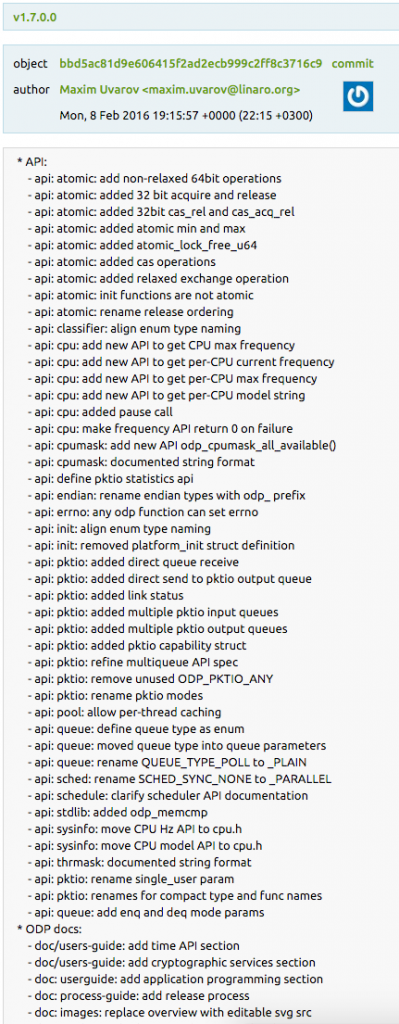 v1.7.0.0
object bbd5ac81d9e606415f2ad2ecb999c2ff8c3716c9 commit
author Maxim Uvarov <maxim.uvarov@linaro.org>
Mon, 8 Feb 2016 19:15:57 +0000 (22:15 +0300)
* API:
- api: atomic: add non-relaxed 64bit operations
- api: atomic: added 32 bit acquire and release
- api: atomic: added 32bit cas_rel and cas_acq_rel
- api: atomic: added atomic min and max
- api: atomic: added atomic_lock_free_u64
- api: atomic: added cas operations
- api: atomic: added relaxed exchange operation
- api: atomic: init functions are not atomic
- api: atomic: rename release ordering
- api: classifier: align enum type naming
- api: cpu: add new API to get CPU max frequency
- api: cpu: add new API to get per-CPU current frequency
- api: cpu: add new API to get per-CPU max frequency
- api: cpu: add new API to get per-CPU model string
- api: cpu: added pause call
- api: cpu: make frequency API return 0 on failure
- api: cpumask: add new API odp_cpumask_all_available()
- api: cpumask: documented string format
- api: define pktio statistics api
- api: endian: rename endian types with odp_ prefix
- api: errno: any odp function can set errno
- api: init: align enum type naming
- api: init: removed platform_init struct definition
- api: pktio: added direct queue receive
- api: pktio: added direct send to pktio output queue
- api: pktio: added link status
- api: pktio: added multiple pktio input queues
- api: pktio: added multiple pktio output queues
- api: pktio: added pktio capability struct
- api: pktio: refine multiqueue API spec
- api: pktio: remove unused ODP_PKTIO_ANY
- api: pktio: rename pktio modes
- api: pool: allow per-thread caching
- api: queue: define queue type as enum
- api: queue: moved queue type into queue parameters
- api: queue: rename QUEUE_TYPE_POLL to _PLAIN
- api: sched: rename SCHED_SYNC_NONE to _PARALLEL
- api: schedule: clarify scheduler API documentation
- api: stdlib: added odp_memcmp
- api: sysinfo: move CPU Hz API to cpu.h
- api: sysinfo: move CPU model API to cpu.h
- api: thrmask: documented string format
- api: pktio: rename single_user param
- api: pktio: renames for compact type and func names
- api: queue: add enq and deq mode params
* ODP docs:
- doc/users-guide: add time API section
- doc/users-guide: add cryptographic services section
- doc: userguide: add application programming section
- doc: process-guide: add release process
- doc: images: replace overview with editable svg src